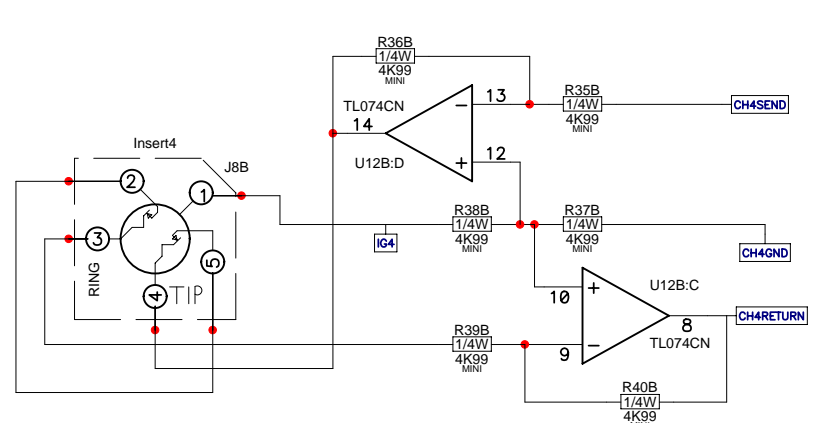 R36B
1/4W
4K99
MINI
TL074CN
13
R35B
1/4W
4K99
MINI
CH4SEND
14
Insert4
U12B:D
12
J8B
2
1
R38B
1/4W
4K99
MINI
R37B
1/4W
4K99
MINI
IG4
CH4GND
3
5
RING
4
TIP
10
U12B:C
8
CH4RETURN
TL074CN
R39B
1/4W
4K99
MINI
9
R40B
1/4W
4K99